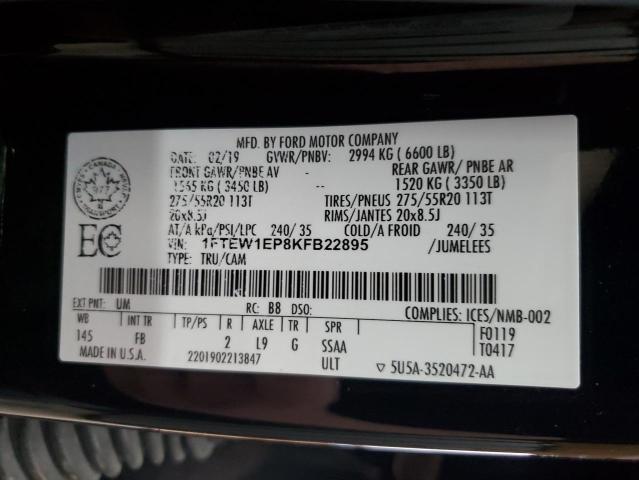 MFD. BY FORD MOTOR COMPANY
DATE: 02/19 GVWR/PNBV: 2994 KG ( 6600 LB)
FRONT GAWR/PNBE AV REAR GAWR/ PNBE AR
1565 KG ( 3450 LB) -- 1520 KG ( 3350 LB)
275/55R20 113T TIRES/PNEUS 275/55R20 113T
20x8.5J RIMS/JANTES 20x8.5J
AT/A kPa/PSI/LPC 240/ 35 COLD/A FROID 240/ 35
VIN: 1FTEW1EP8KFB22895 /JUMELEES
TYPE: TRU/CAM
CANADA
977
TRANSPORT
EC
EXT PNT: UM RC: B8 DSO: COMPLIES: ICES/NMB-002
WB INT TR TP/PS R AXLE TR SPR F0119
145 FB 2 L9 G SSAA T0417
MADE IN U.S.A. 2201902213847 ULT ▽ 5U5A-3520472-AA